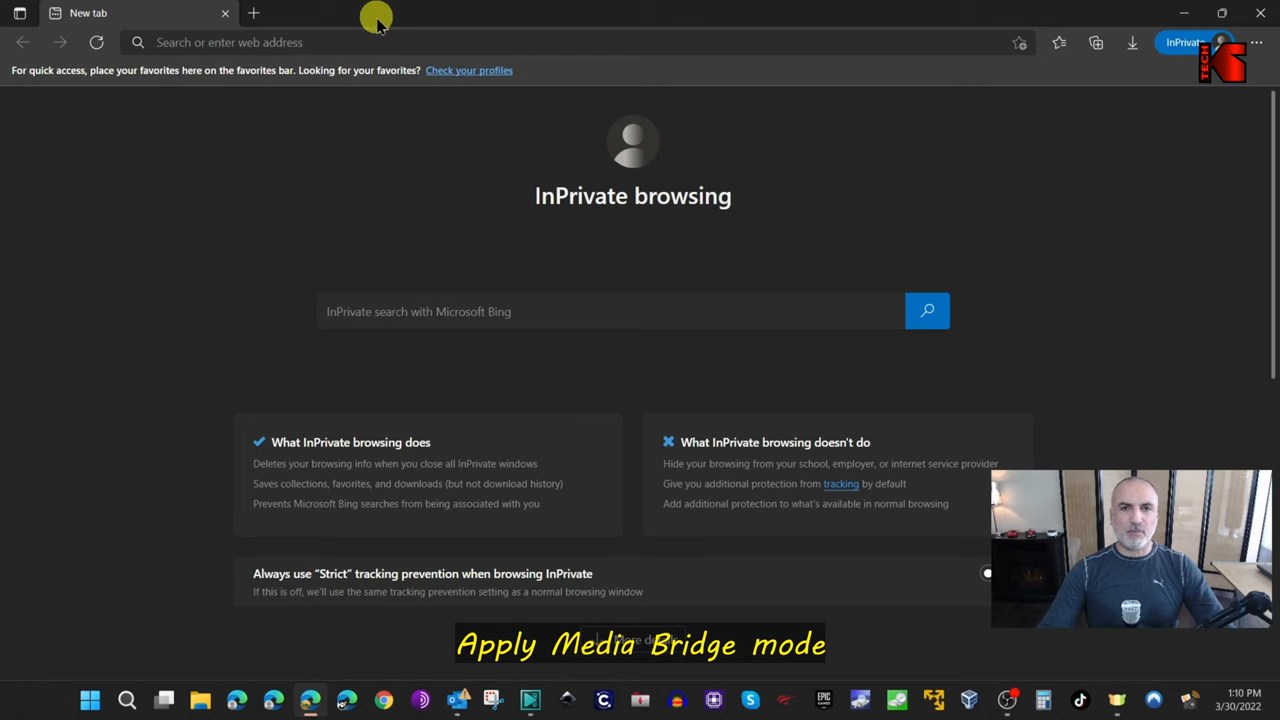 New tab
Search or enter web address
InPrivate
For quick access, place your favorites here on the favorites bar. Looking for your favorites? Check your profiles
TECH
K
InPrivate browsing
InPrivate search with Microsoft Bing
What InPrivate browsing does
Deletes your browsing info when you close all InPrivate windows
Saves collections, favorites, and downloads (but not download history)
Prevents Microsoft Bing searches from being associated with you
What InPrivate browsing doesn't do
Hide your browsing from your school, employer, or internet service provider
Give you additional protection from tracking by default
Add additional protection to what's available in normal browsing
Always use “Strict” tracking prevention when browsing InPrivate
If this is off, we'll use the same tracking prevention setting as a normal browsing window
More details
Apply Media Bridge mode
EPIC
GAMES
1:10 PM
3/30/2022